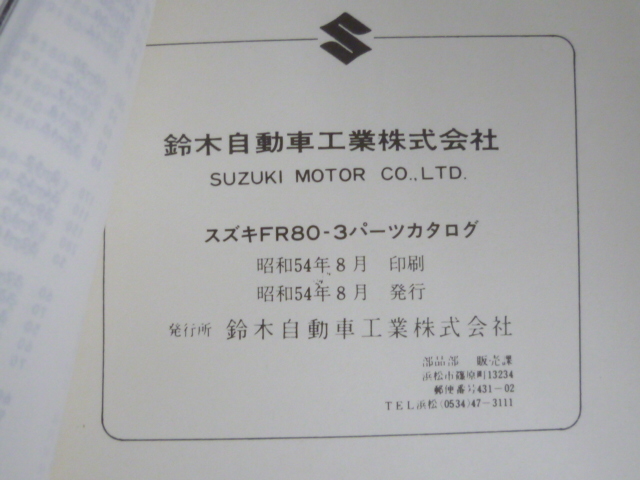 鈴木自動車工業株式会社
SUZUKI MOTOR CO.,LTD.
スズキFR80-3パーツカタログ
昭和54年8月 印刷
昭和54年8月 発行
発行所 鈴木自動車工業株式会社
部品部 販売課
浜松市篠原町13234
郵便番号431-02
TEL浜松(0534)47-3111